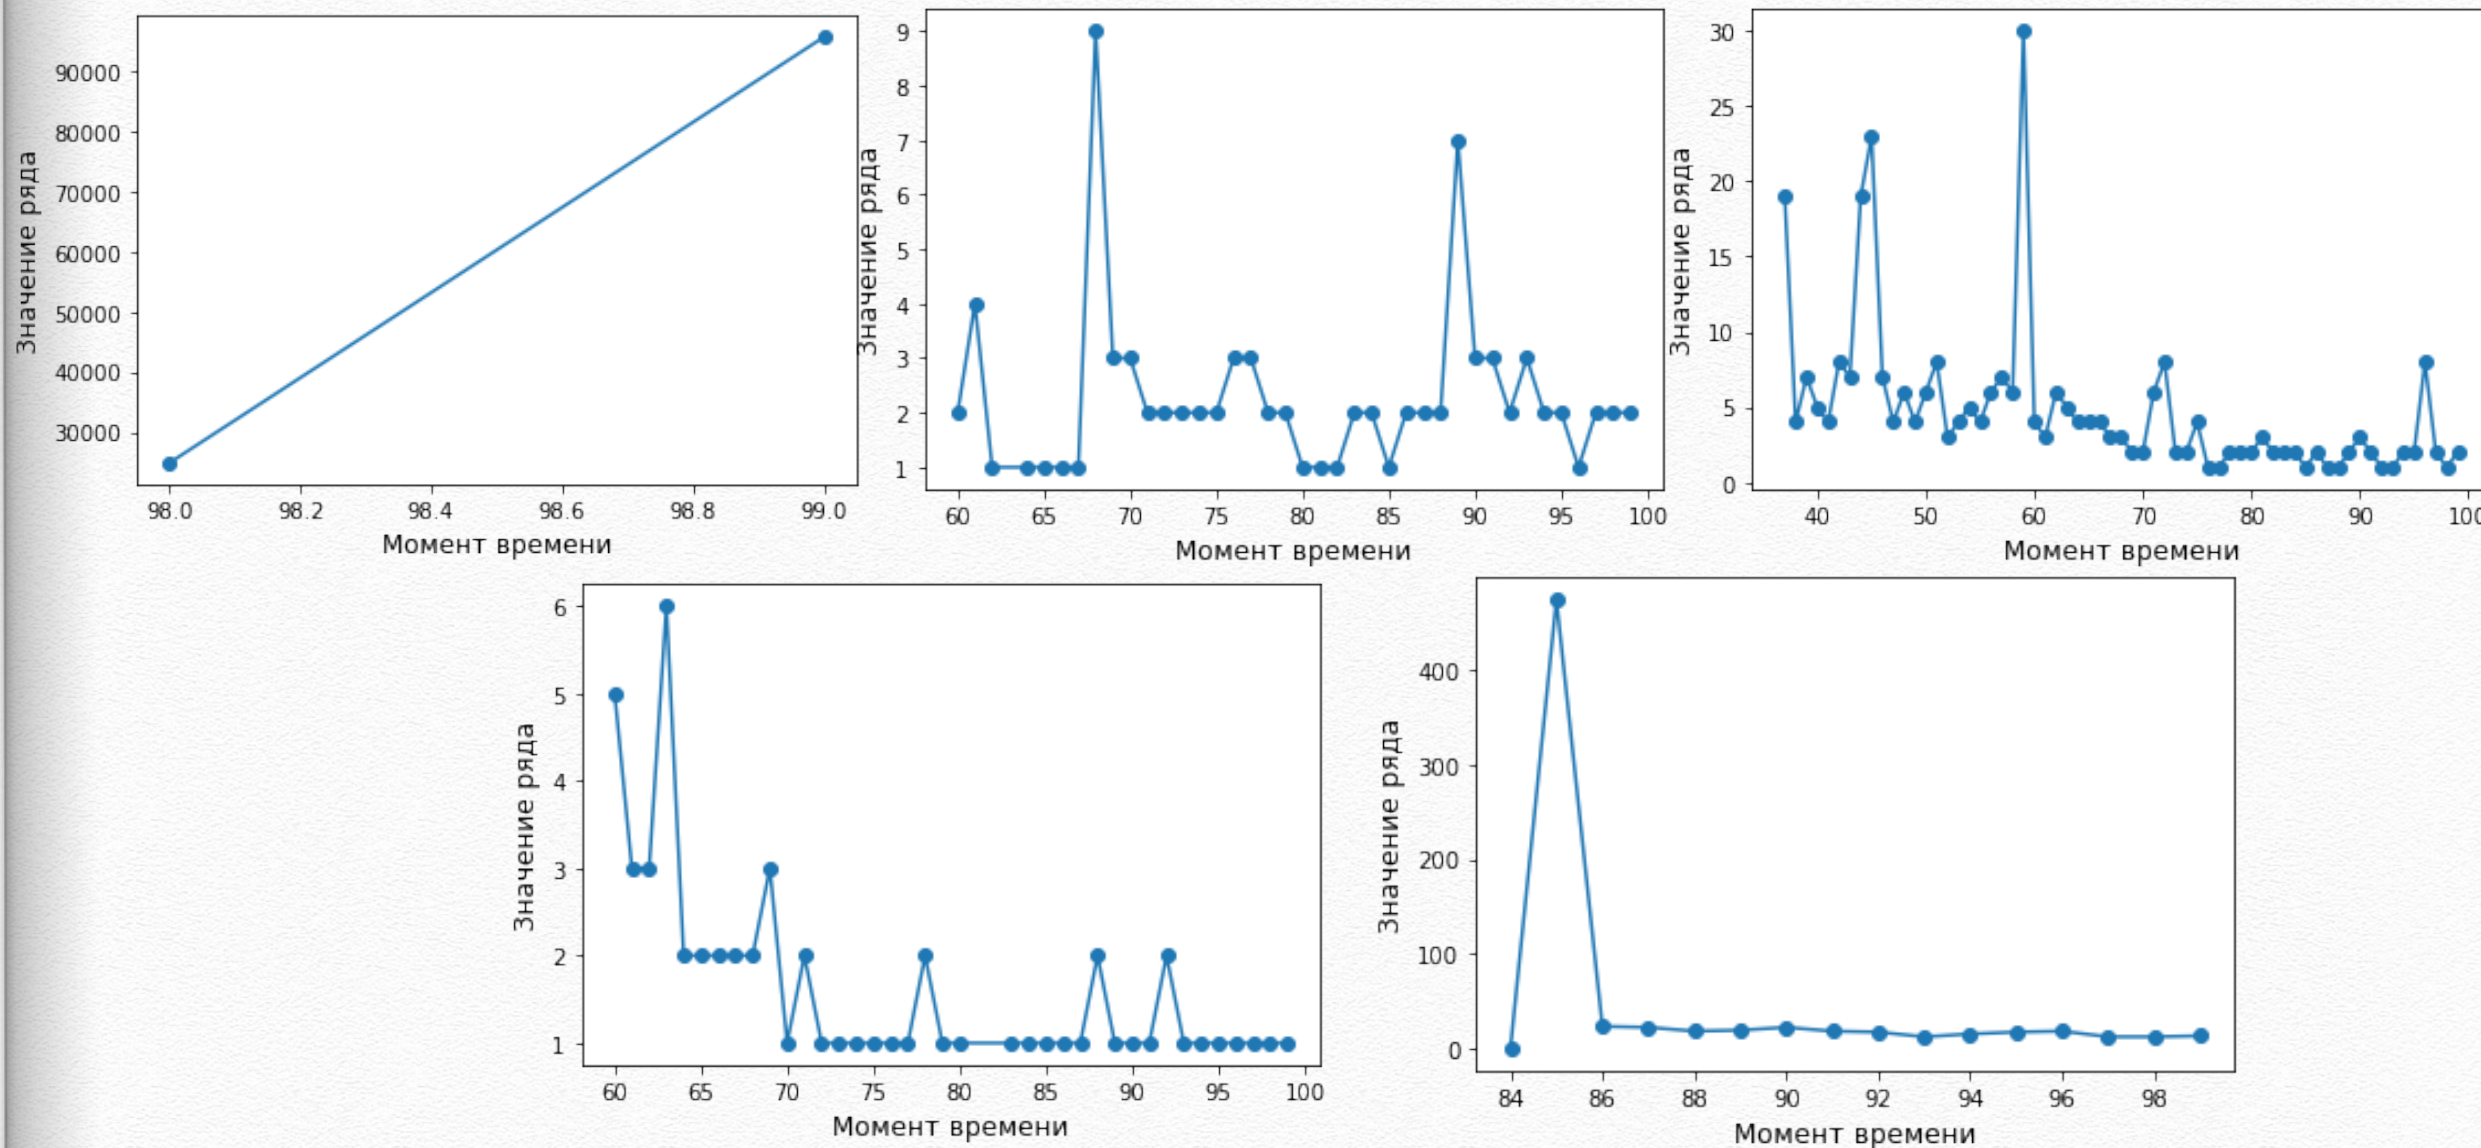 Значение ряда
90000
80000
70000
60000
50000
40000
30000
98.0 98.2 98.4 98.6 98.8 99.0
Момент времени
Значение ряда
9
8
7
6
5
4
3
2
1
60 65 70 75 80 85 90 95 100
Момент времени
Значение ряда
30
25
20
15
10
5
0
40 50 60 70 80 90 100
Момент времени
Значение ряда
6
5
4
3
2
1
60 65 70 75 80 85 90 95 100
Момент времени
Значение ряда
400
300
200
100
0
84 86 88 90 92 94 96 98
Момент времени